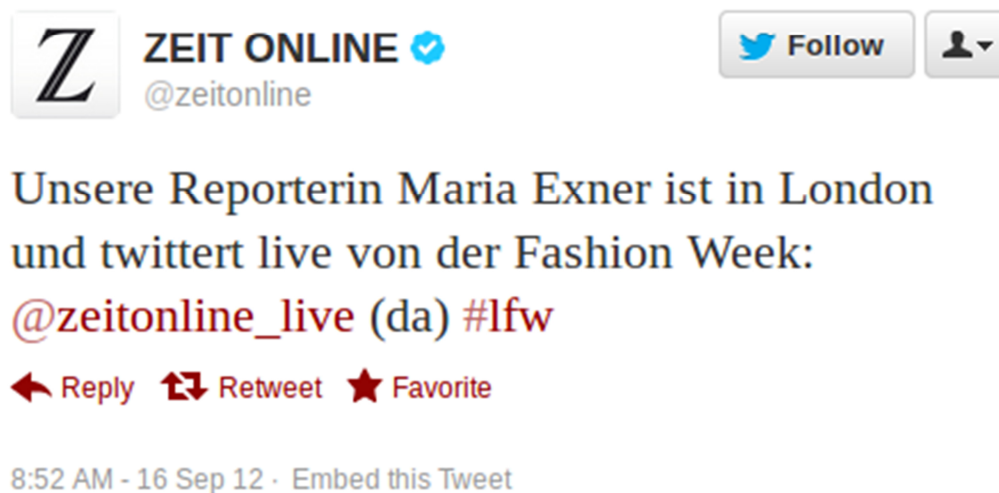 Z
ZEIT ONLINE
@zeitonline
Follow
Unsere Reporterin Maria Exner ist in London
und twittert live von der Fashion Week:
@zeitonline_live (da) #lfw
Reply Retweet Favorite
8:52 AM - 16 Sep 12 · Embed this Tweet